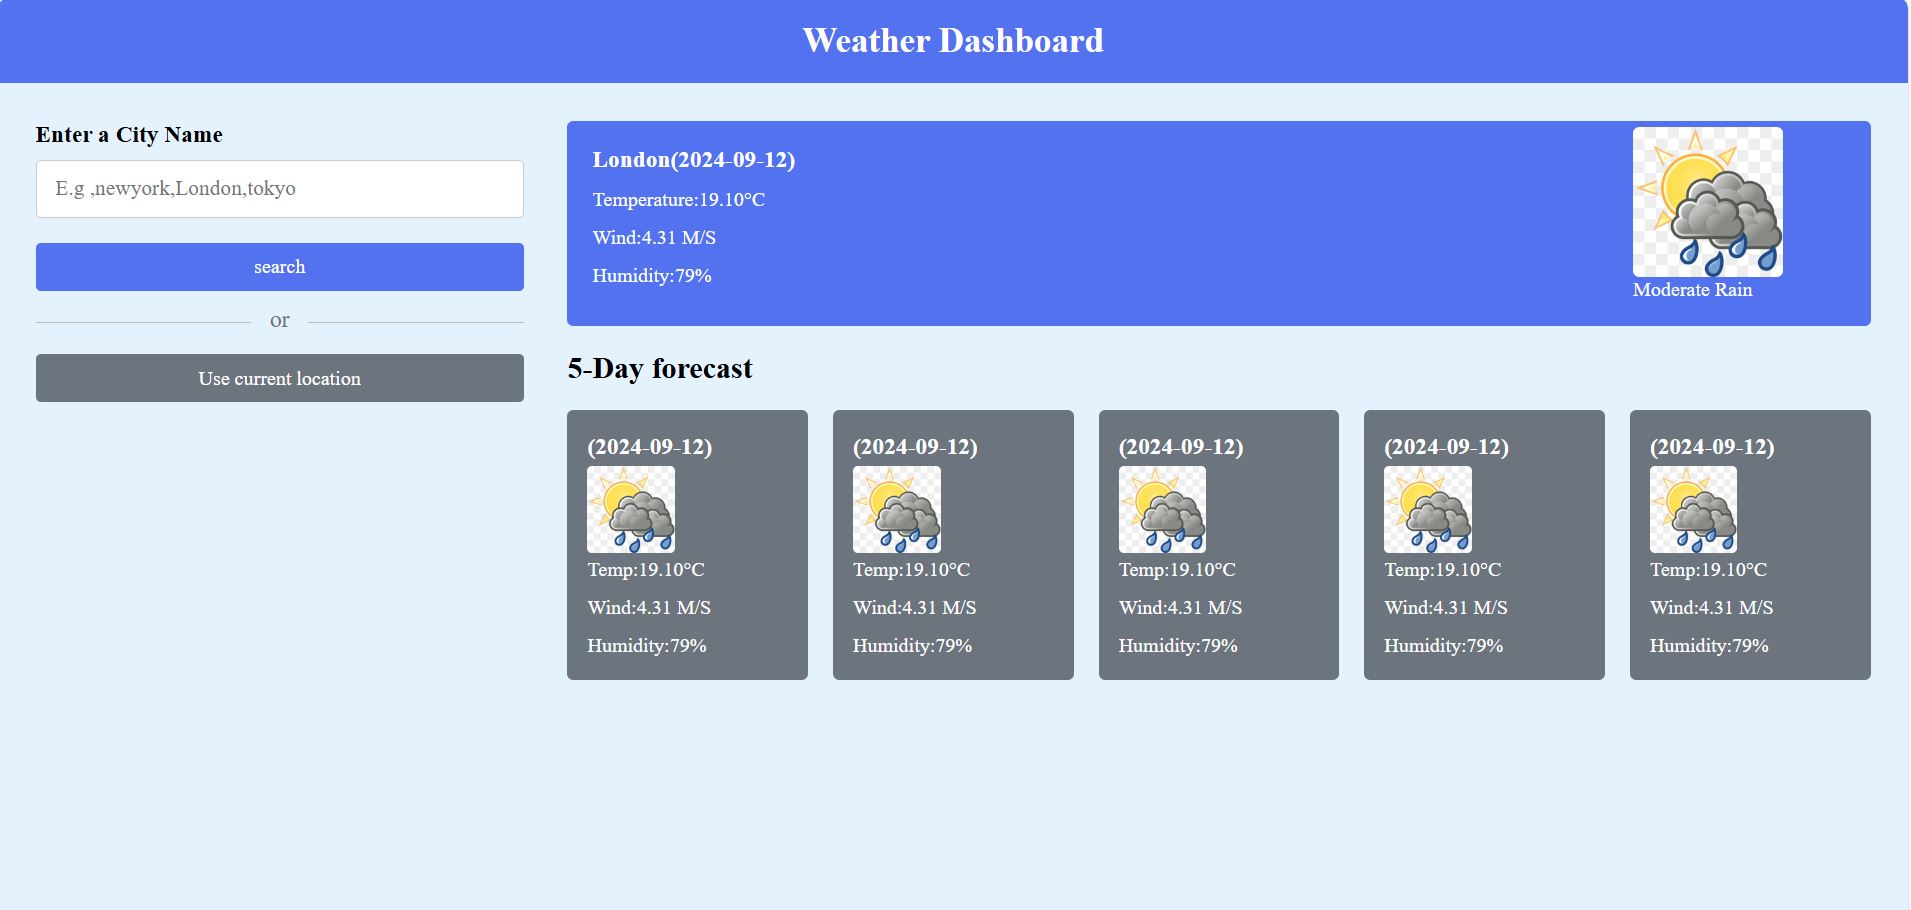 Weather Dashboard
Enter a City Name
E.g ,newyork,London,tokyo
search
or
Use current location
London(2024-09-12)
Temperature:19.10°C
Wind:4.31 M/S
Humidity:79%
Moderate Rain
5-Day forecast
(2024-09-12)
Temp:19.10°C
Wind:4.31 M/S
Humidity:79%
(2024-09-12)
Temp:19.10°C
Wind:4.31 M/S
Humidity:79%
(2024-09-12)
Temp:19.10°C
Wind:4.31 M/S
Humidity:79%
(2024-09-12)
Temp:19.10°C
Wind:4.31 M/S
Humidity:79%
(2024-09-12)
Temp:19.10°C
Wind:4.31 M/S
Humidity:79%